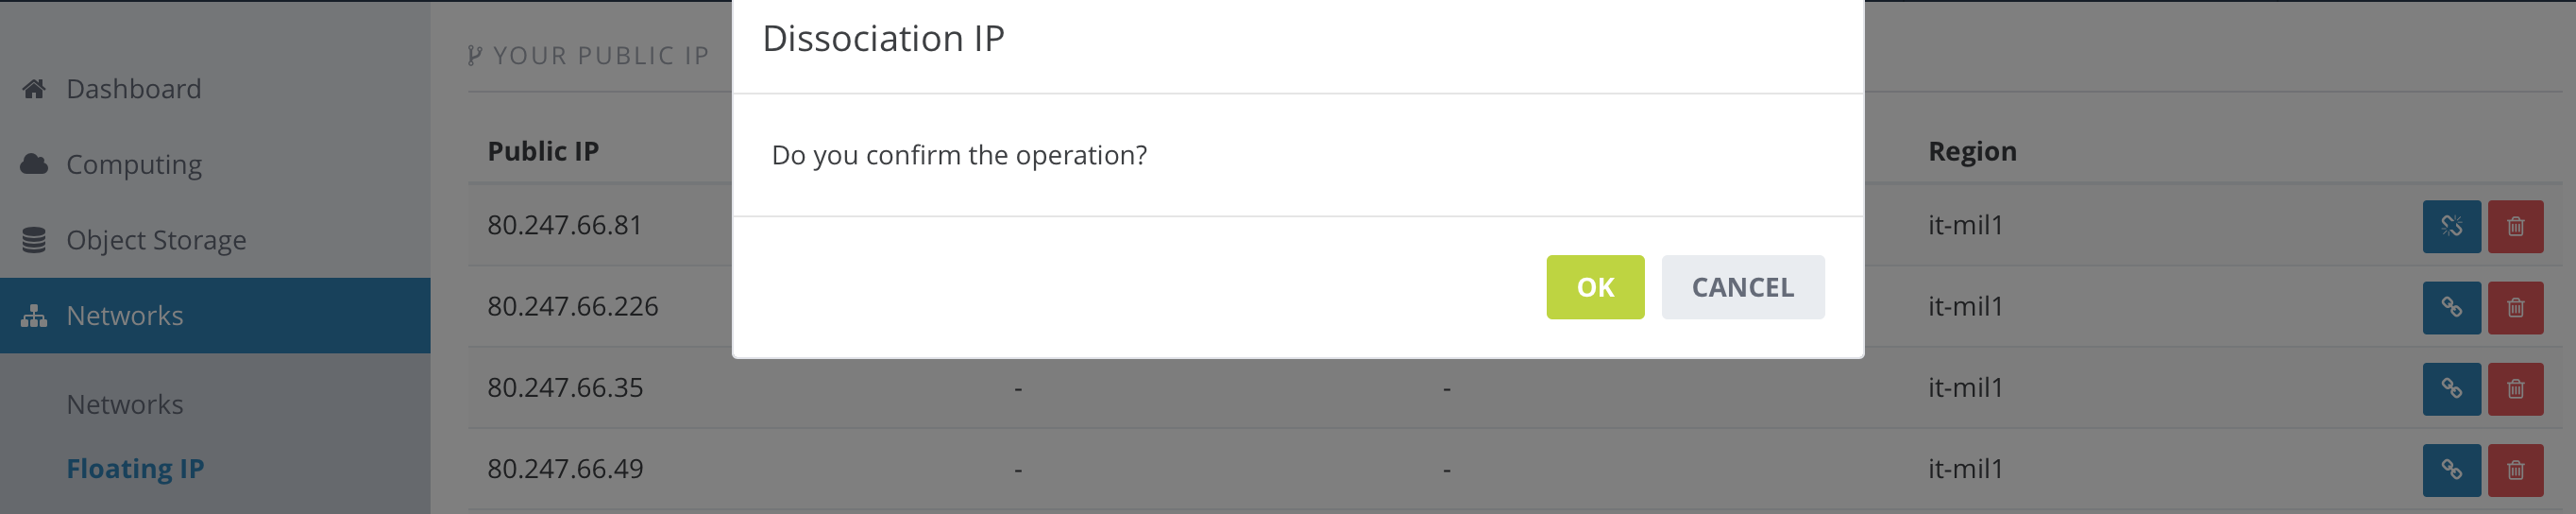 Dissociation IP
Do you confirm the operation?
OK CANCEL
Dashboard
Computing
Object Storage
Networks
Networks
Floating IP
YOUR PUBLIC IP
Public IP Region
80.247.66.81 it-mil1
80.247.66.226 it-mil1
80.247.66.35 - - it-mil1
80.247.66.49 - - it-mil1